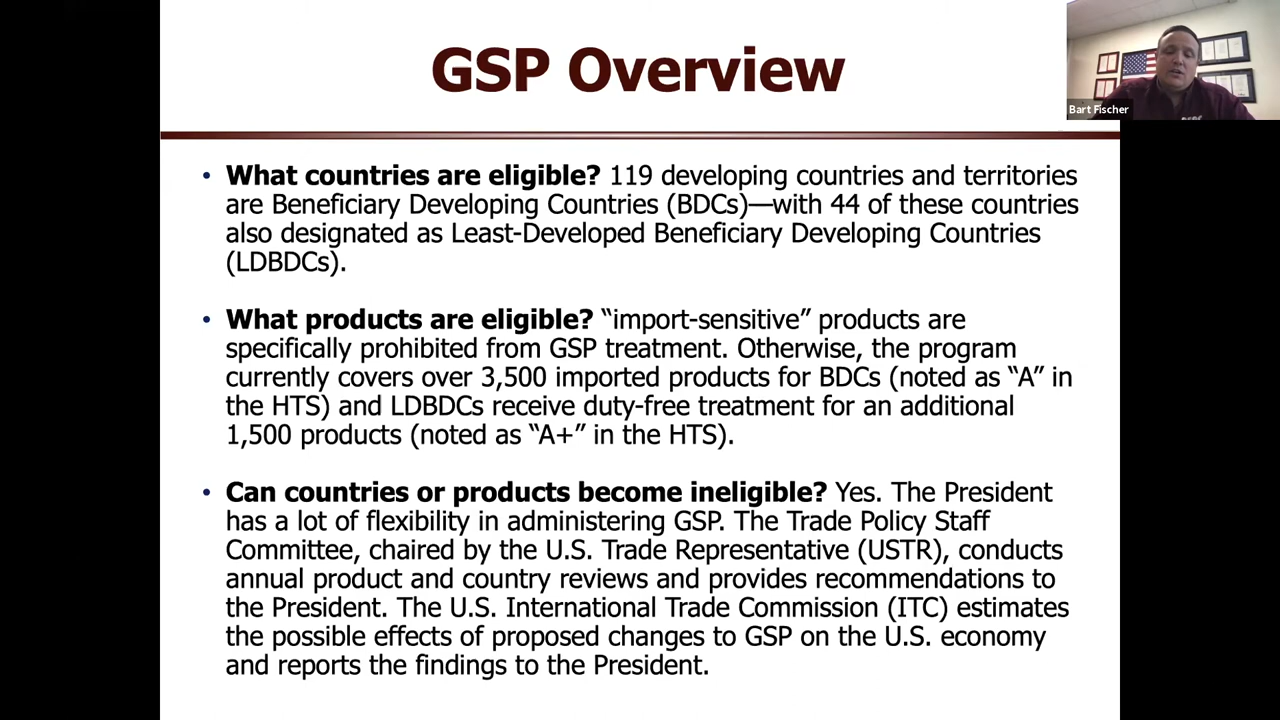 GSP Overview
Bart Fischer
• What countries are eligible? 119 developing countries and territories
are Beneficiary Developing Countries (BDCs)—with 44 of these countries
also designated as Least-Developed Beneficiary Developing Countries
(LDBDCs).
• What products are eligible? “import-sensitive” products are
specifically prohibited from GSP treatment. Otherwise, the program
currently covers over 3,500 imported products for BDCs (noted as “A” in
the HTS) and LDBDCs receive duty-free treatment for an additional
1,500 products (noted as “A+” in the HTS).
• Can countries or products become ineligible? Yes. The President
has a lot of flexibility in administering GSP. The Trade Policy Staff
Committee, chaired by the U.S. Trade Representative (USTR), conducts
annual product and country reviews and provides recommendations to
the President. The U.S. International Trade Commission (ITC) estimates
the possible effects of proposed changes to GSP on the U.S. economy
and reports the findings to the President.